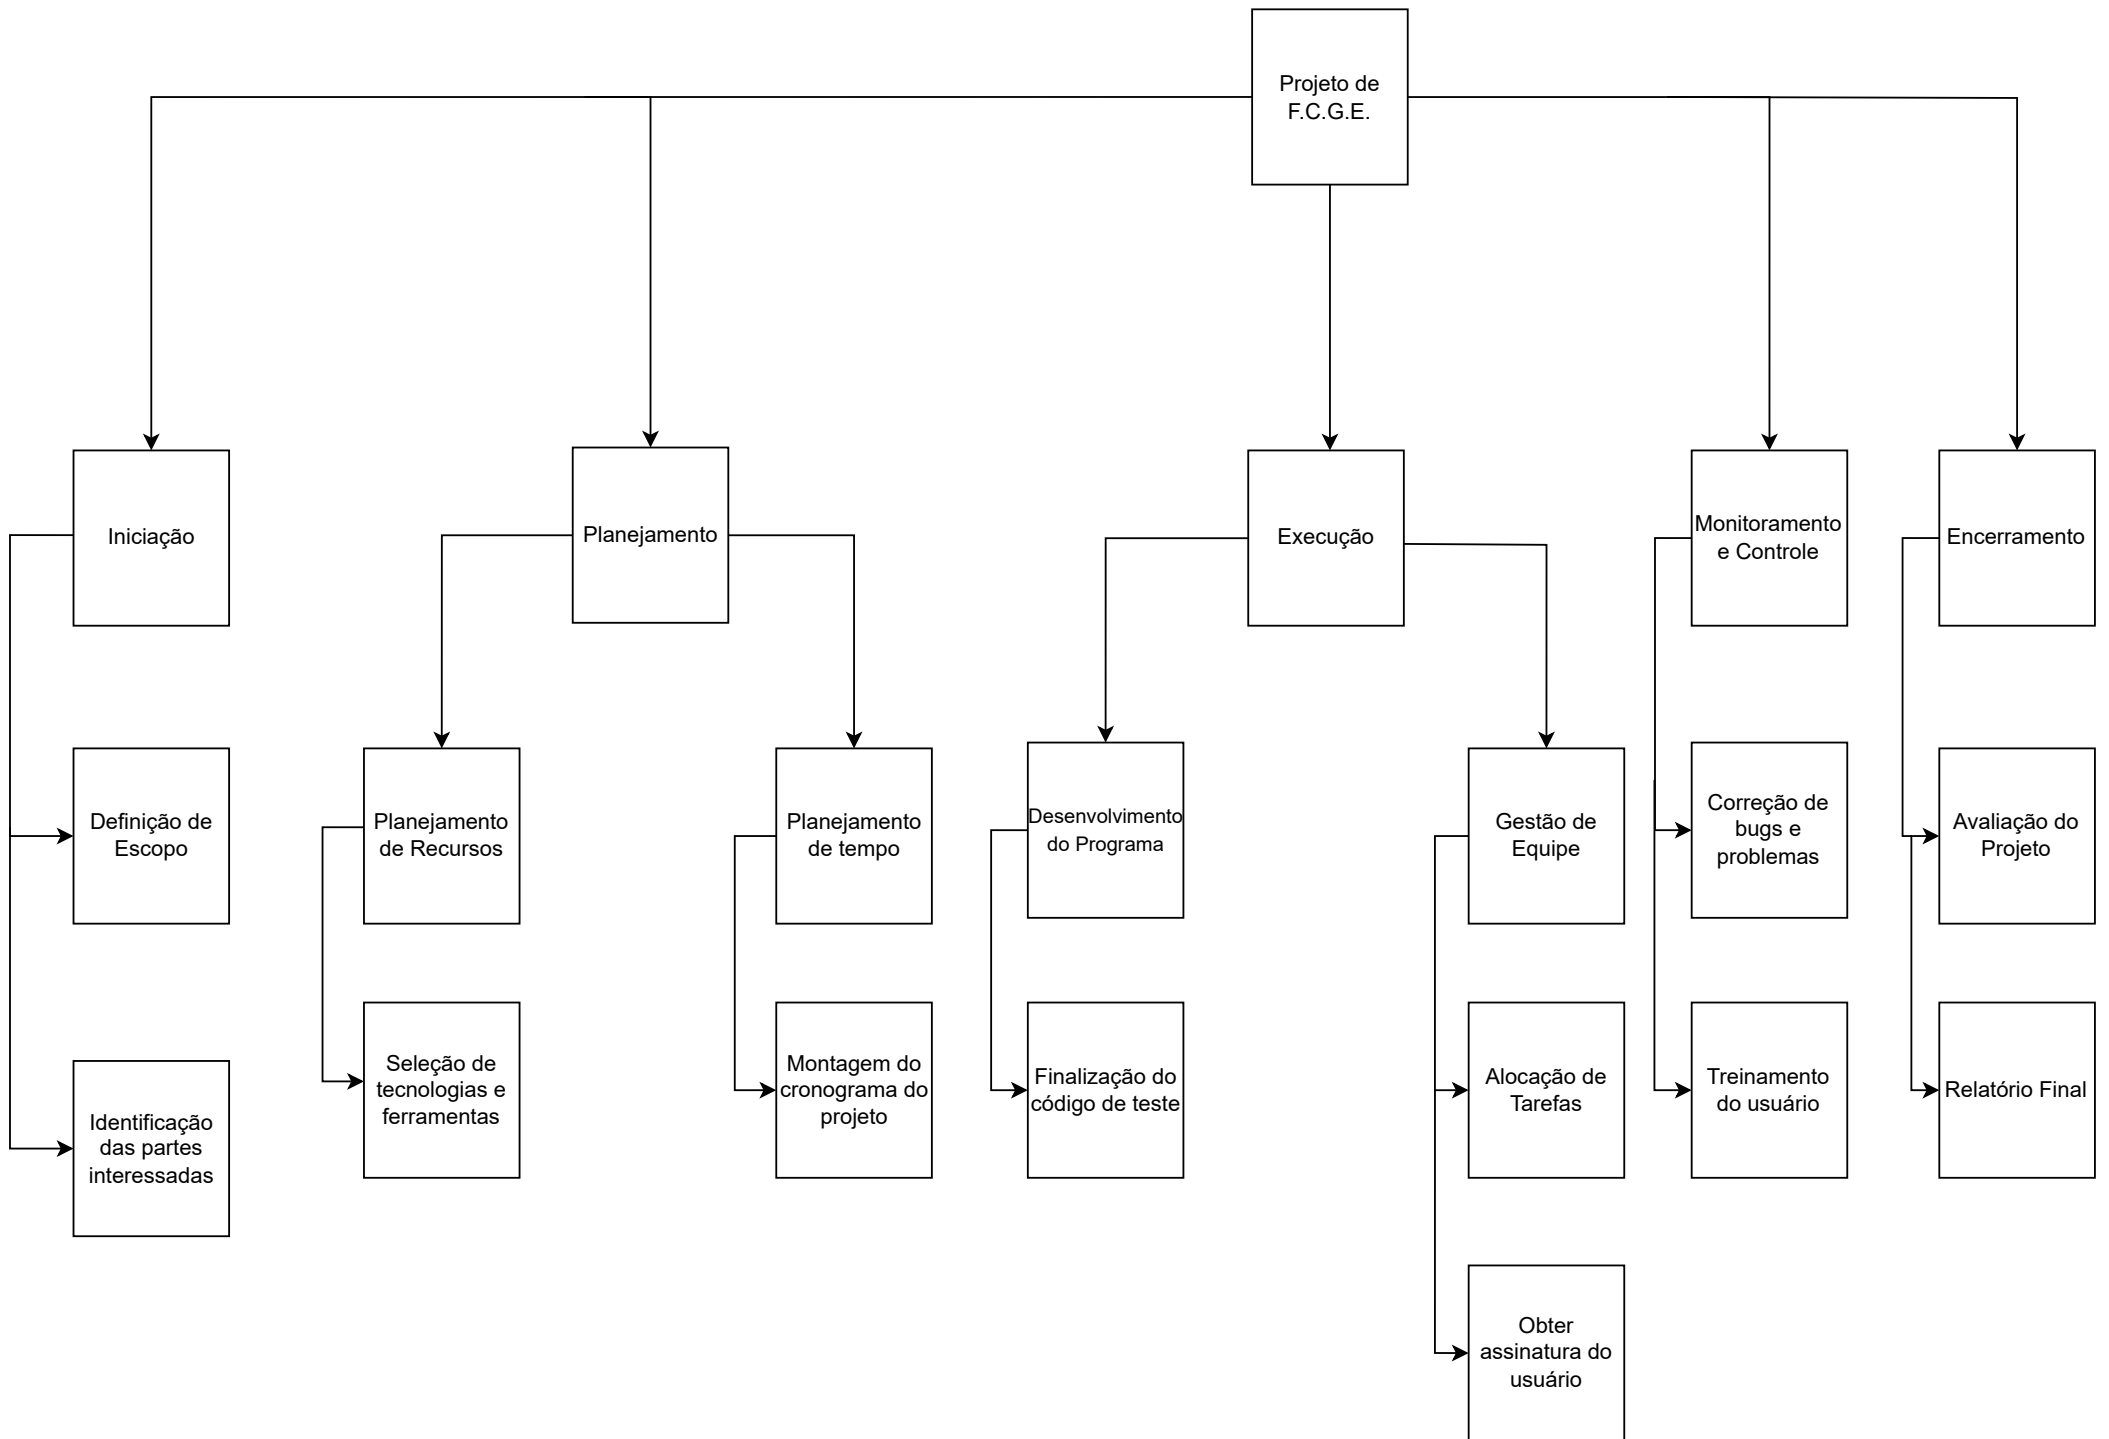 Projeto de
F.C.G.E.
Iniciação
Planejamento
Execução
Monitoramento
e Controle
Encerramento
Definição de
Escopo
Planejamento
de Recursos
Planejamento
de tempo
Desenvolvimento
do Programa
Gestão de
Equipe
Correção de
bugs e
problemas
Avaliação do
Projeto
Identificação
das partes
interessadas
Seleção de
tecnologias e
ferramentas
Montagem do
cronograma do
projeto
Finalização do
código de teste
Alocação de
Tarefas
Treinamento
do usuário
Relatório Final
Obter
assinatura do
usuário